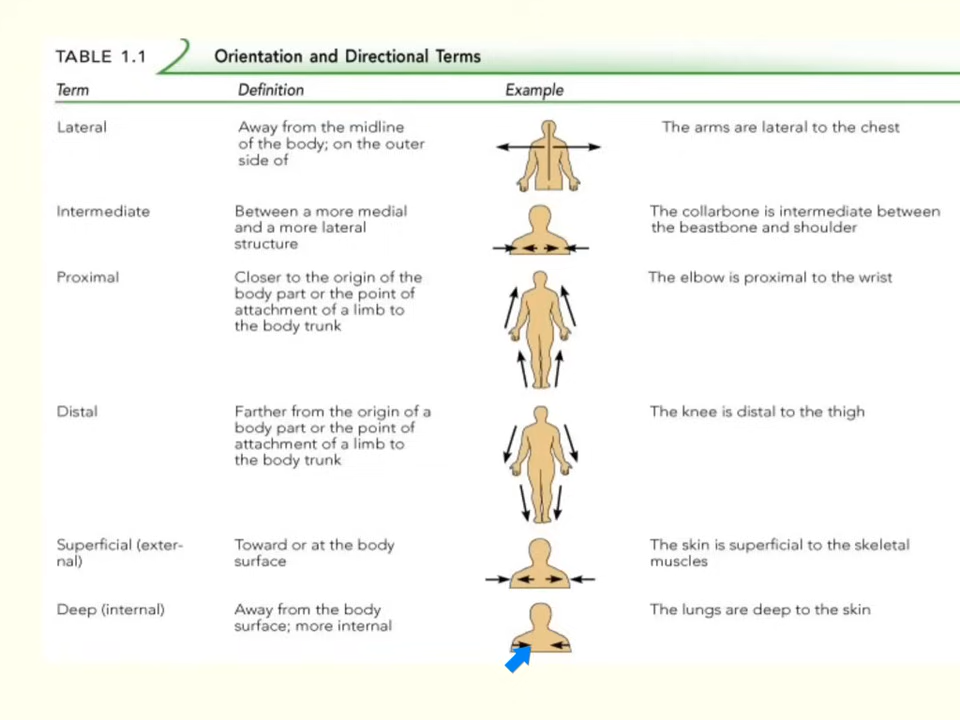 TABLE 1.1 Orientation and Directional Terms
Term Definition Example
Lateral Away from the midline The arms are lateral to the chest
of the body; on the outer
side of
Intermediate Between a more medial The collarbone is intermediate between
and a more lateral the beastbone and shoulder
structure
Proximal Closer to the origin of the The elbow is proximal to the wrist
body part or the point of
attachment of a limb to
the body trunk
Distal Farther from the origin of a The knee is distal to the thigh
body part or the point of
attachment of a limb to
the body trunk
Superficial (exter- Toward or at the body The skin is superficial to the skeletal
nal) surface muscles
Deep (internal) Away from the body The lungs are deep to the skin
surface; more internal